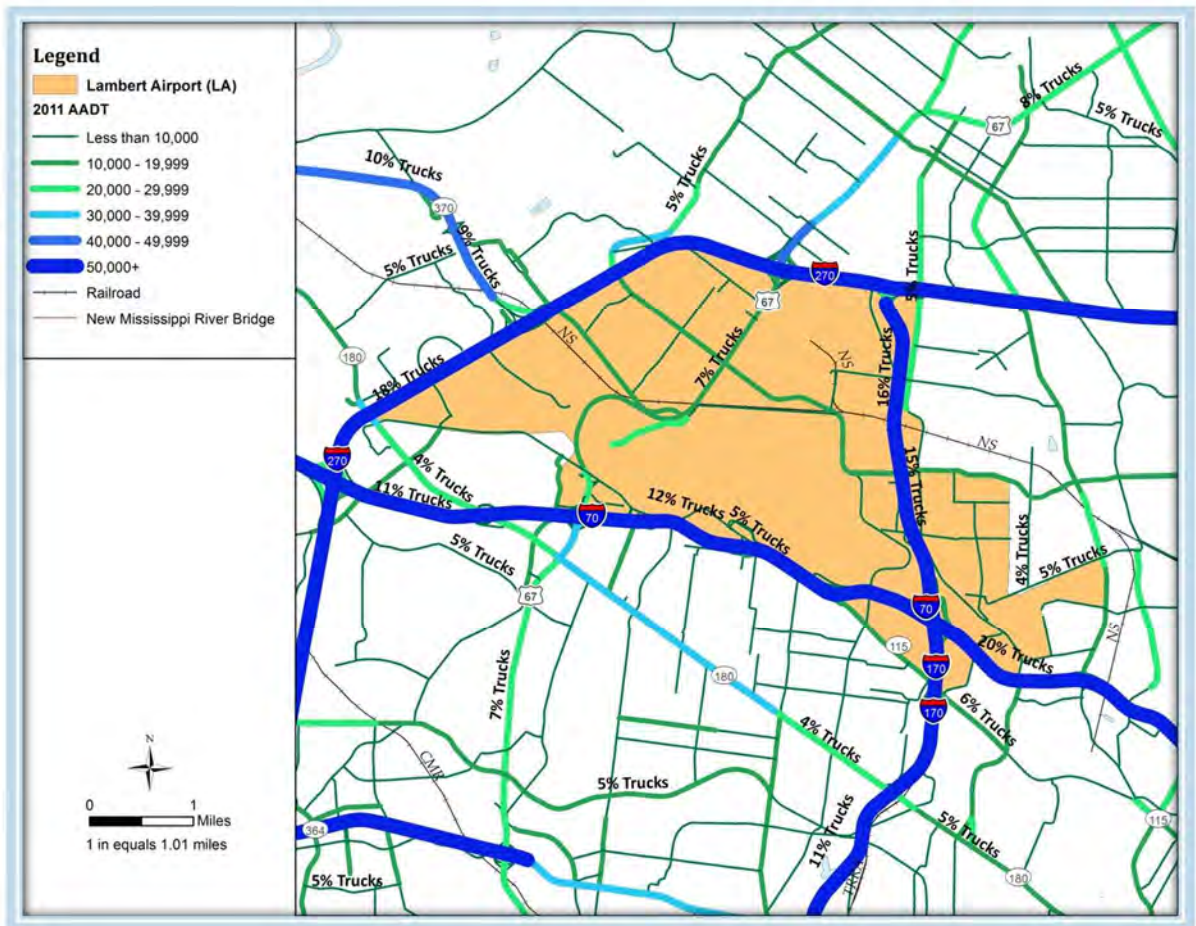 Legend
Lambert Airport (LA)
2011 AADT
Less than 10,000
10,000 - 19,999
20,000 - 29,999
30,000 - 39,999
40,000 - 49,999
50,000+
Railroad
New Mississippi River Bridge
N
0 1
Miles
1 in equals 1.01 miles
8% Trucks
67
5% Trucks
10% Trucks
5% Trucks
370
9% Trucks
5% Trucks
5% Trucks
270
67
NS
180
7% Trucks
NS
16% Trucks
18% Trucks
NS
270
4% Trucks
15% Trucks
11% Trucks
12% Trucks
5% Trucks
70
4% Trucks
5% Trucks
5% Trucks
67
70
NS
115
170
20% Trucks
180
7% Trucks
170
6% Trucks
4% Trucks
CMR
5% Trucks
115
364
11% Trucks
5% Trucks
5% Trucks
180